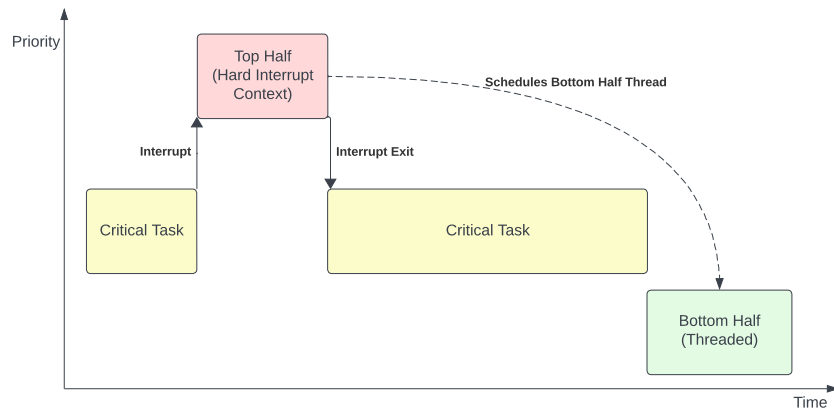 Priority
Top Half
(Hard Interrupt
Context)
Schedules Bottom Half Thread
Interrupt
Interrupt Exit
Critical Task
Critical Task
Bottom Half
(Threaded)
Time